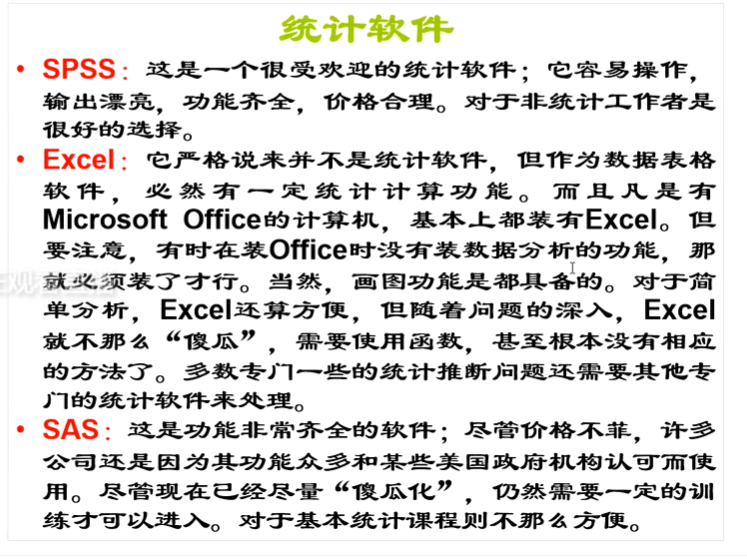 统计软件
• SPSS：这是一个很受欢迎的统计软件；它容易操作，
输出漂亮，功能齐全，价格合理。对于非统计工作者是
很好的选择。
• Excel：它严格说来并不是统计软件，但作为数据表格
软件，必然有一定统计计算功能。而且凡是有
Microsoft Office的计算机，基本上都装有Excel。但
要注意，有时在装Office时没有装数据分析的功能，那
就必须装了才行。当然，画图功能是都具备的。对于简
单分析，Excel还算方便，但随着问题的深入，Excel
就不那么“傻瓜”，需要使用函数，甚至根本没有相应
的方法了。多数专门一些的统计推断问题还需要其他专
门的统计软件来处理。
• SAS：这是功能非常齐全的软件；尽管价格不菲，许多
公司还是因为其功能众多和某些美国政府机构认可而使
用。尽管现在已经尽量“傻瓜化”，仍然需要一定的训
练才可以进入。对于基本统计课程则不那么方便。